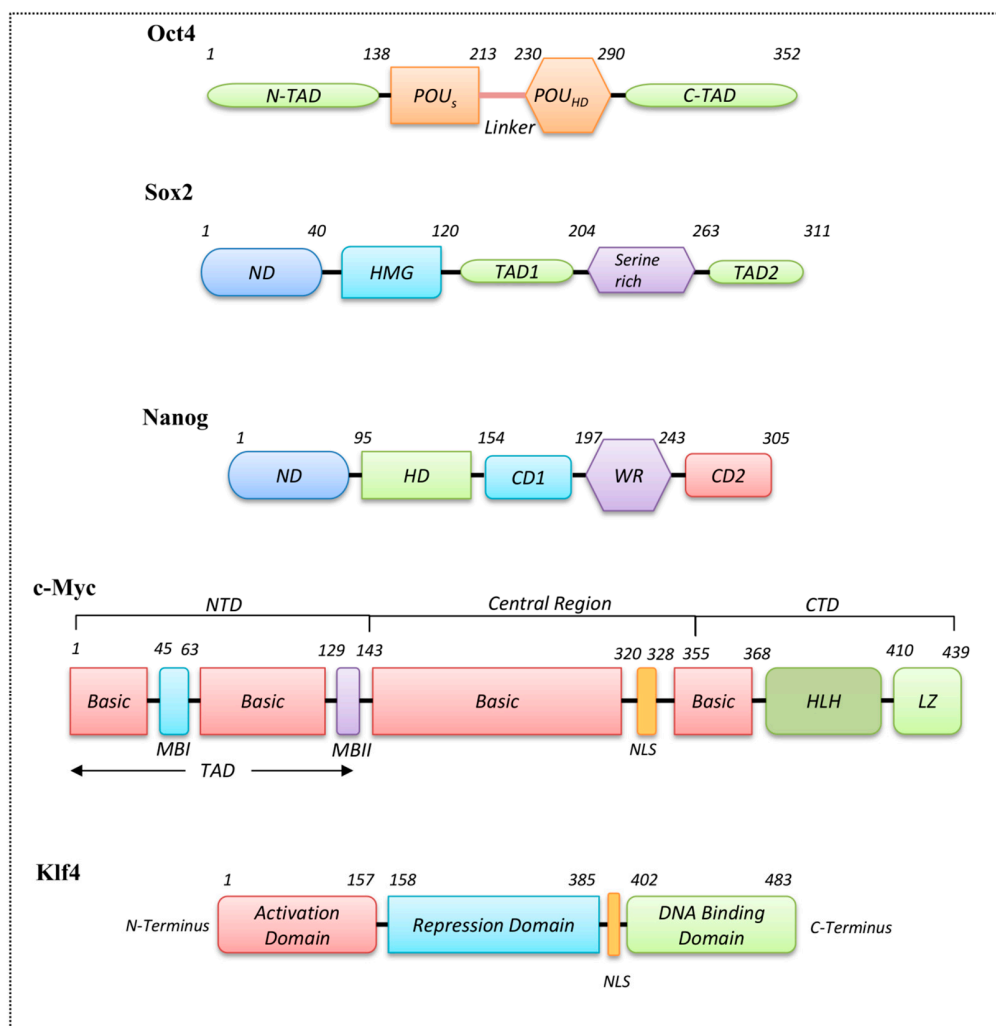 Oct4
1 138 213 230 290 352
N-TAD POUs POUHD C-TAD
Linker
Sox2
1 40 120 204 263 311
ND HMG TAD1 Serine rich TAD2
Nanog
1 95 154 197 243 305
ND HD CD1 WR CD2
c-Myc
NTD Central Region CTD
1 45 63 129 143 320 328 355 368 410 439
Basic Basic Basic Basic HLH LZ
MBI MBII NLS
TAD
Klf4
1 157 158 385 402 483
N-Terminus Activation Domain Repression Domain DNA Binding Domain C-Terminus
NLS